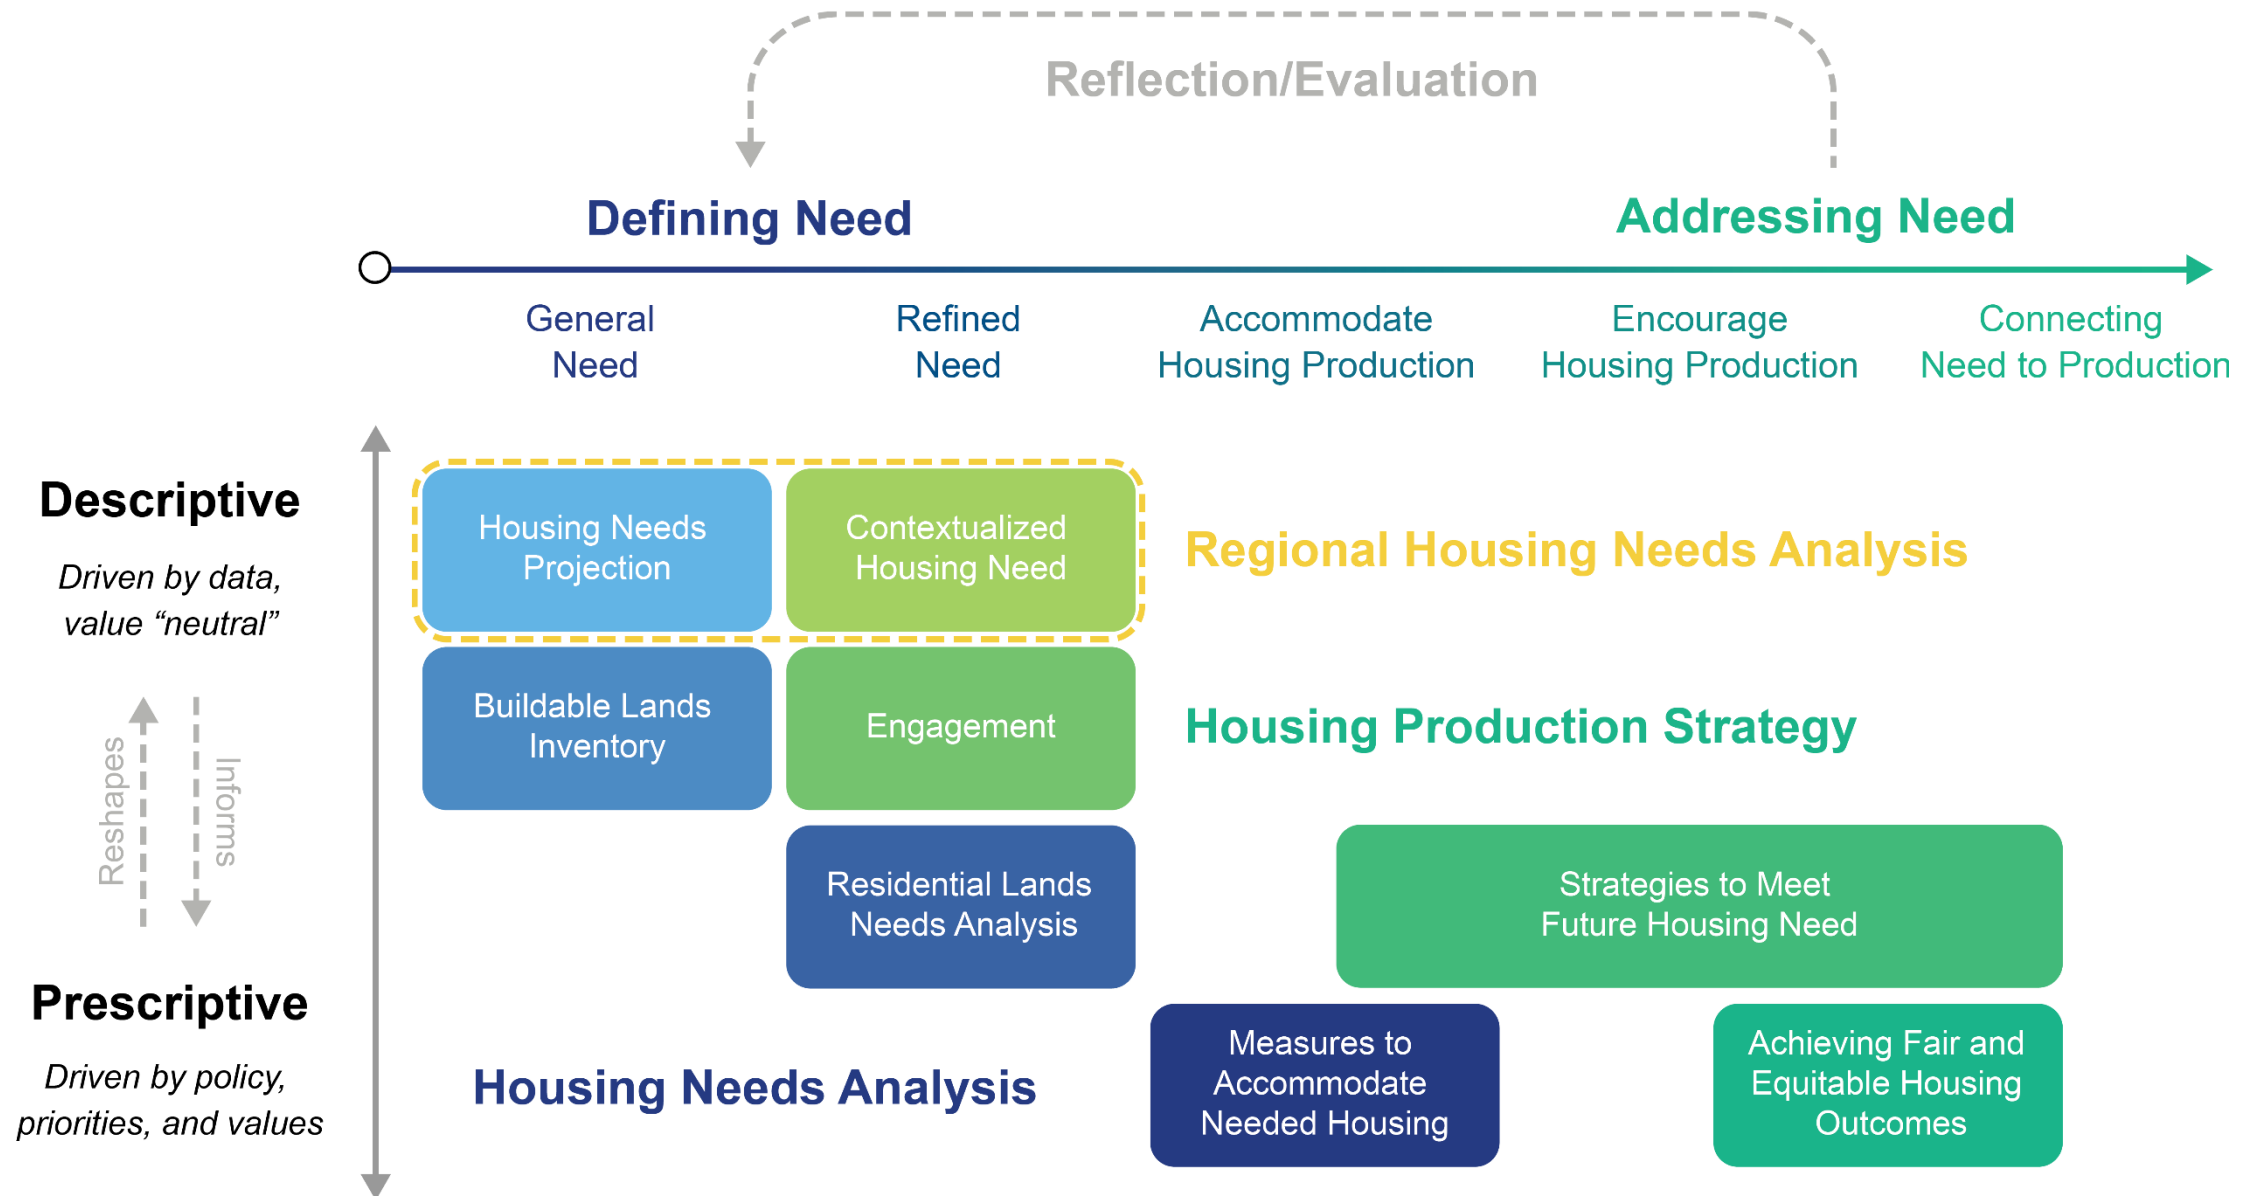 Reflection/Evaluation
Defining Need
Addressing Need
General
Need
Refined
Need
Accommodate
Housing Production
Encourage
Housing Production
Connecting
Need to Production
Descriptive
Driven by data,
value “neutral”
Reshapes
Informs
Prescriptive
Driven by policy,
priorities, and values
Housing Needs
Projection
Contextualized
Housing Need
Regional Housing Needs Analysis
Buildable Lands
Inventory
Engagement
Housing Production Strategy
Residential Lands
Needs Analysis
Strategies to Meet
Future Housing Need
Housing Needs Analysis
Measures to
Accommodate
Needed Housing
Achieving Fair and
Equitable Housing
Outcomes